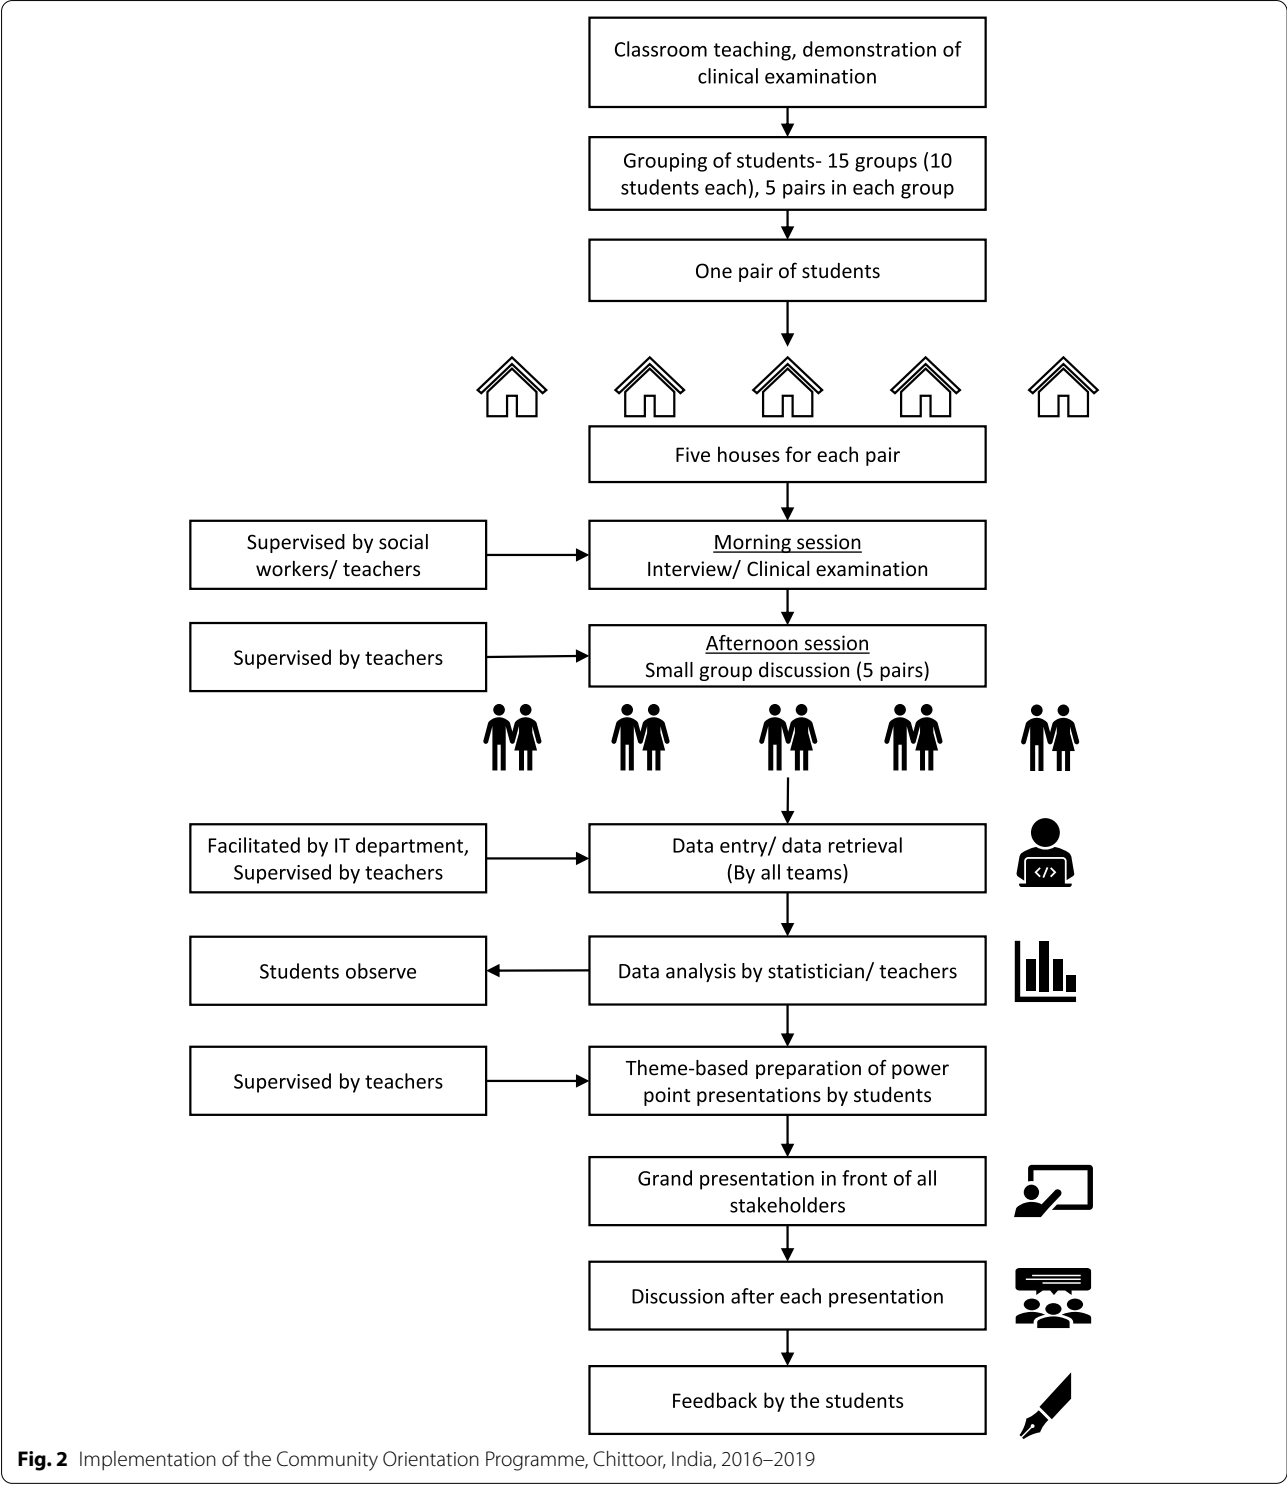 Classroom teaching, demonstration of
clinical examination
Grouping of students- 15 groups (10
students each), 5 pairs in each group
One pair of students
Five houses for each pair
Supervised by social
workers/ teachers
Morning session
Interview/ Clinical examination
Supervised by teachers
Afternoon session
Small group discussion (5 pairs)
Facilitated by IT department,
Supervised by teachers
Data entry/ data retrieval
(By all teams)
</>
Students observe
Data analysis by statistician/ teachers
Supervised by teachers
Theme-based preparation of power
point presentations by students
Grand presentation in front of all
stakeholders
Discussion after each presentation
Feedback by the students
Fig. 2 Implementation of the Community Orientation Programme, Chittoor, India, 2016–2019